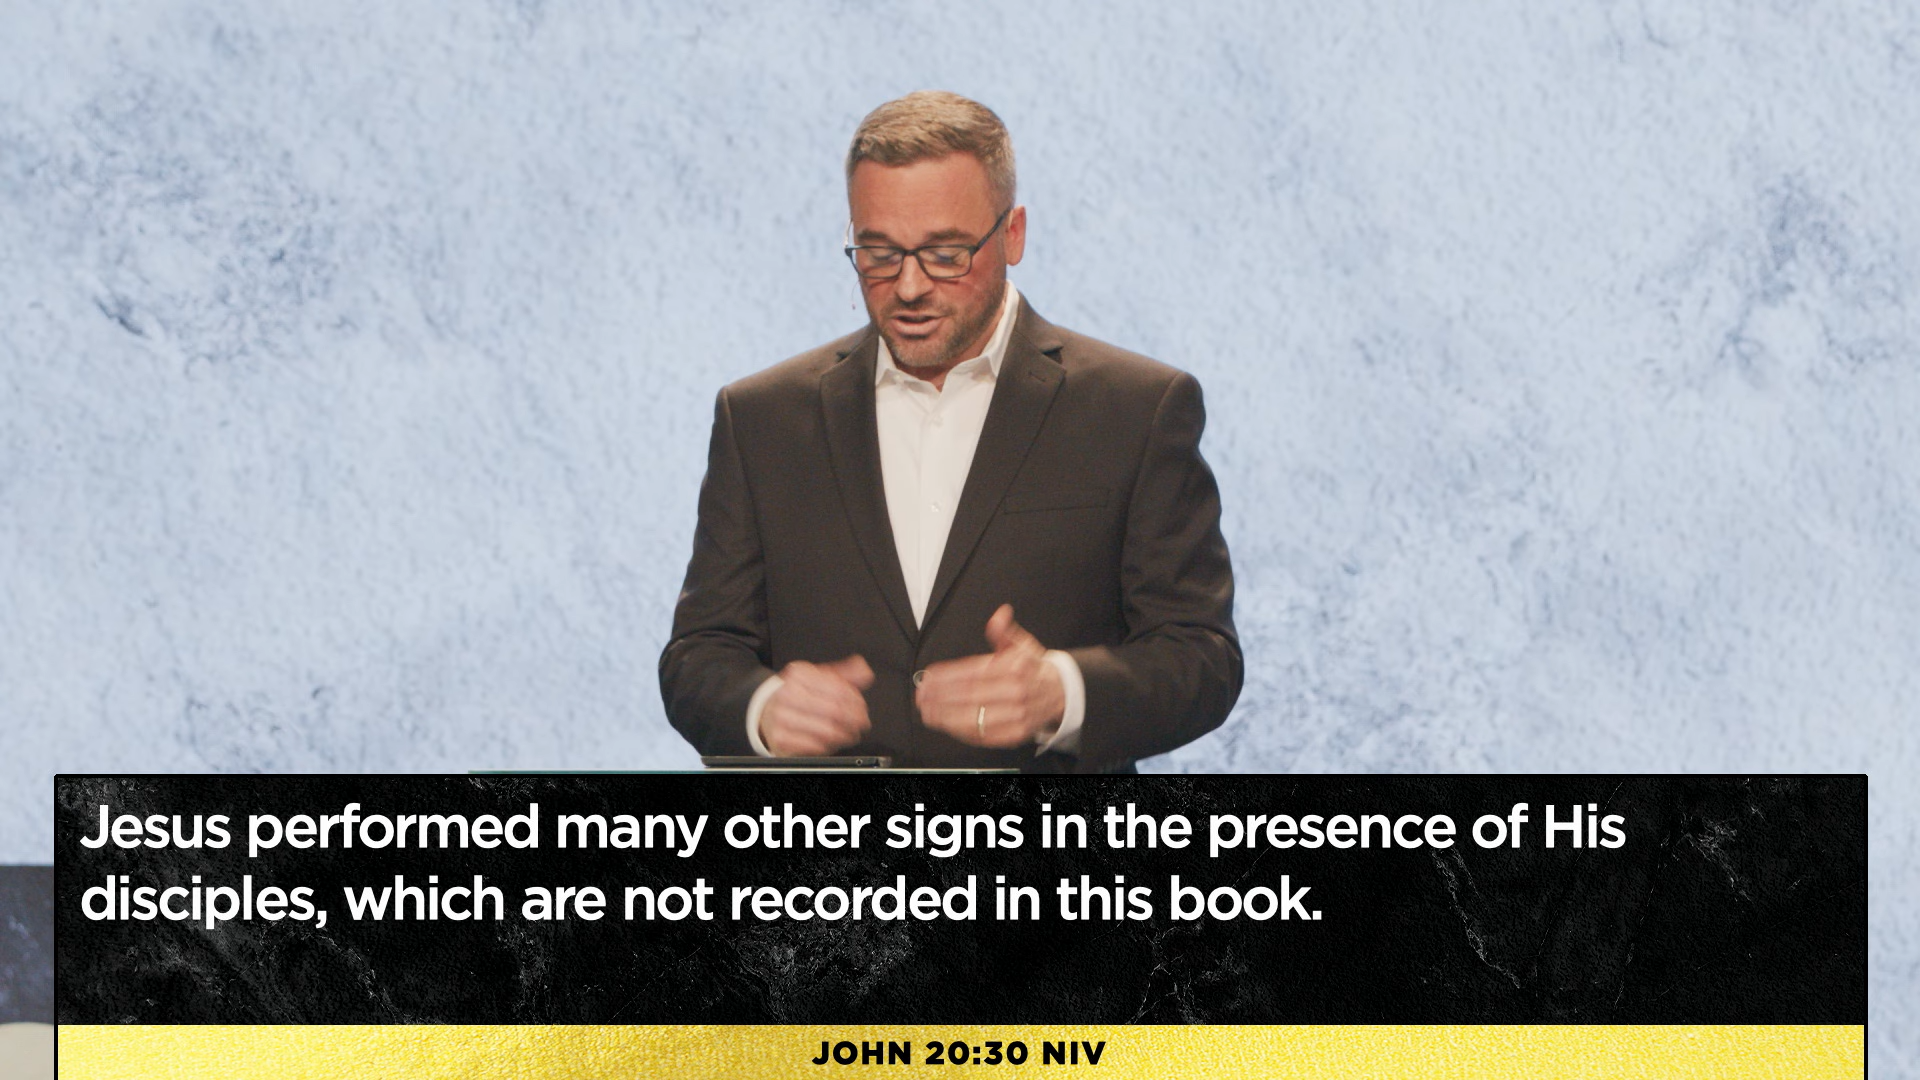 Jesus performed many other signs in the presence of His
disciples, which are not recorded in this book.
JOHN 20:30 NIV